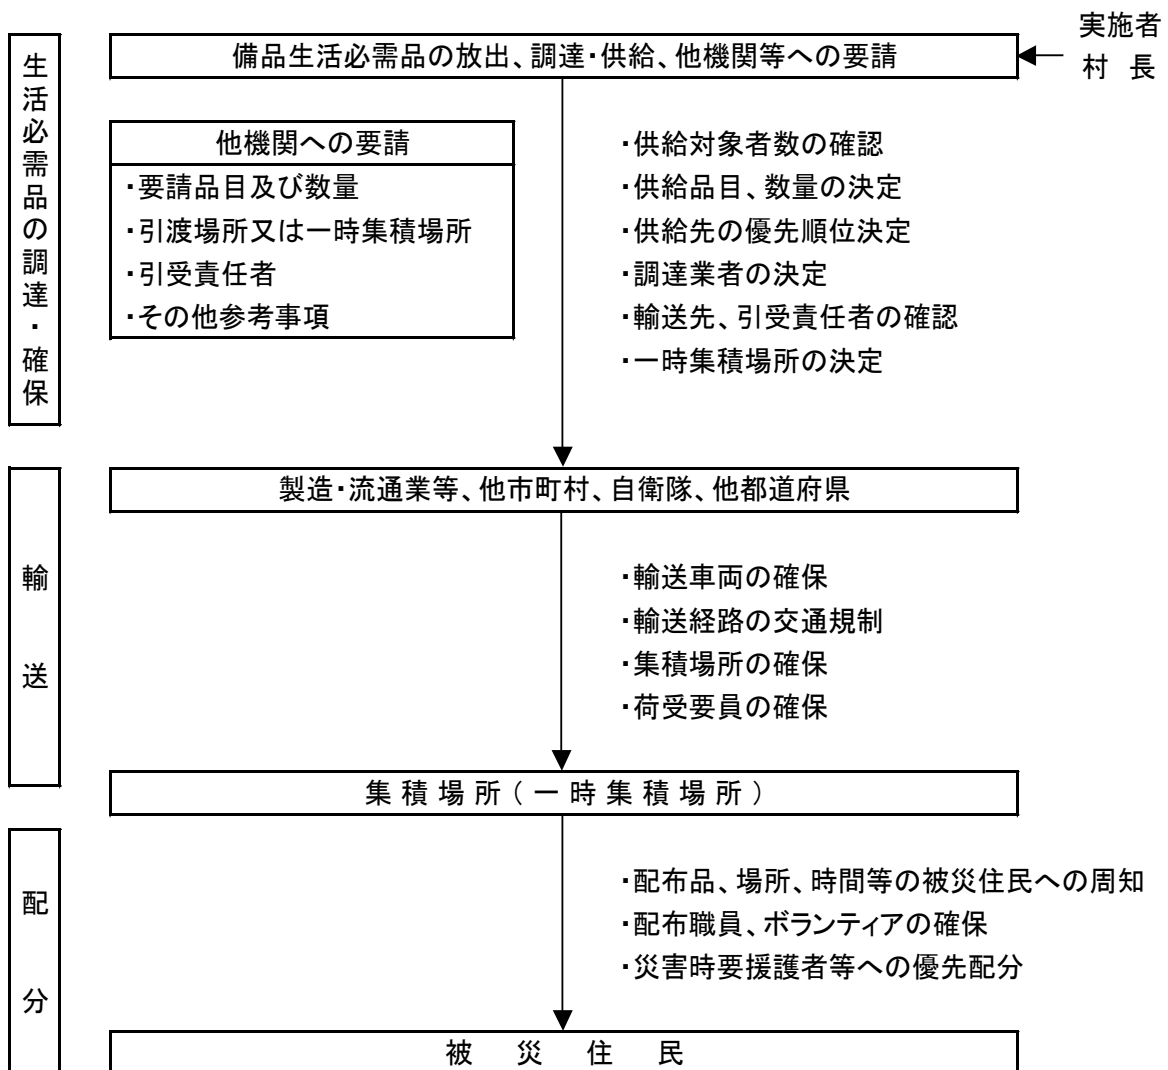 実施者
村長
生活必需品の調達・確保
備品生活必需品の放出、調達・供給、他機関等への要請
他機関への要請
・要請品目及び数量
・引渡場所又は一時集積場所
・引受責任者
・その他参考事項
・供給対象者数の確認
・供給品目、数量の決定
・供給先の優先順位決定
・調達業者の決定
・輸送先、引受責任者の確認
・一時集積場所の決定
輸送
製造・流通業等、他市町村、自衛隊、他都道府県
・輸送車両の確保
・輸送経路の交通規制
・集積場所の確保
・荷受要員の確保
集積場所(一時集積場所)
配分
・配布品、場所、時間等の被災住民への周知
・配布職員、ボランティアの確保
・災害時要援護者等への優先配分
被災住民